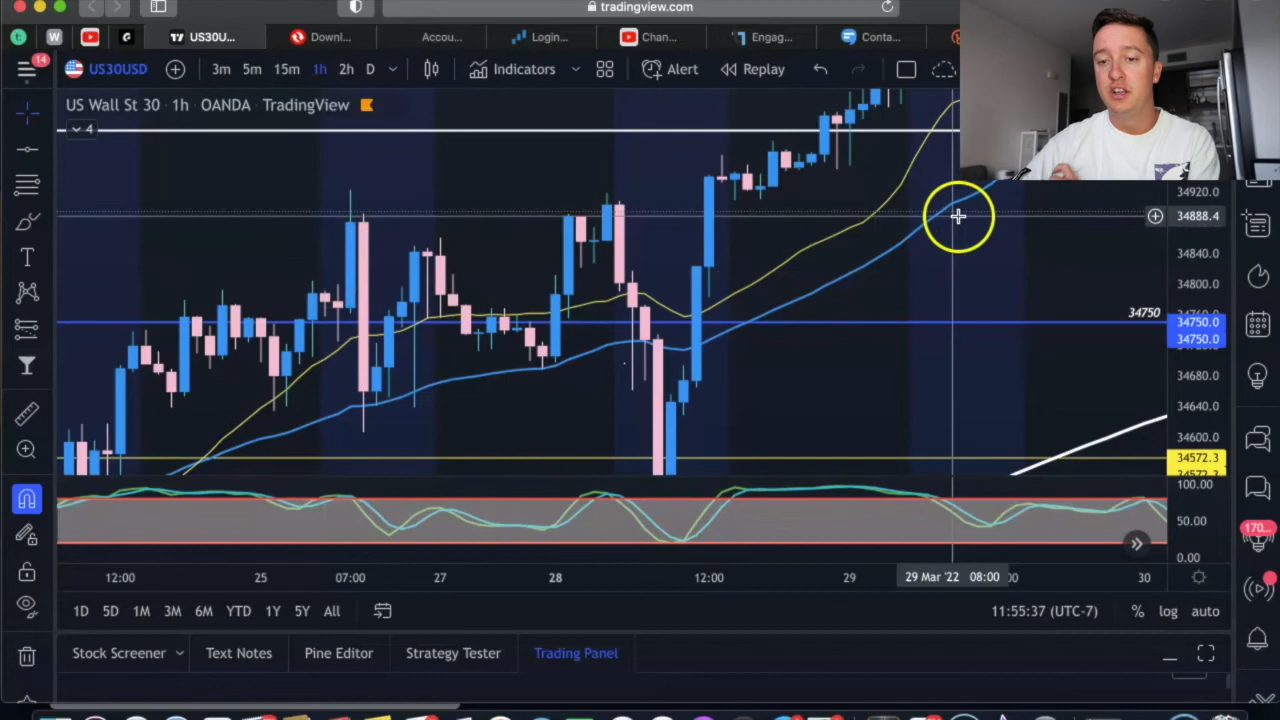 tradingview.com
US30U...
Downl...
Accou...
Login...
Chan...
Engag...
Conta...
14
US30USD
3m 5m 15m 1h 2h D
Indicators
Alert
Replay
US Wall St 30 · 1h · OANDA · TradingView
4
34920.0
34888.4
34840.0
34800.0
34750
34750.0
34750.0
34680.0
34640.0
34600.0
34572.3
100.00
50.00
0.00
170...
12:00 25 07:00 27 28 12:00 29 29 Mar '22 08:00 30
1D 5D 1M 3M 6M YTD 1Y 5Y All
11:55:37 (UTC-7) % log auto
Stock Screener Text Notes Pine Editor Strategy Tester Trading Panel